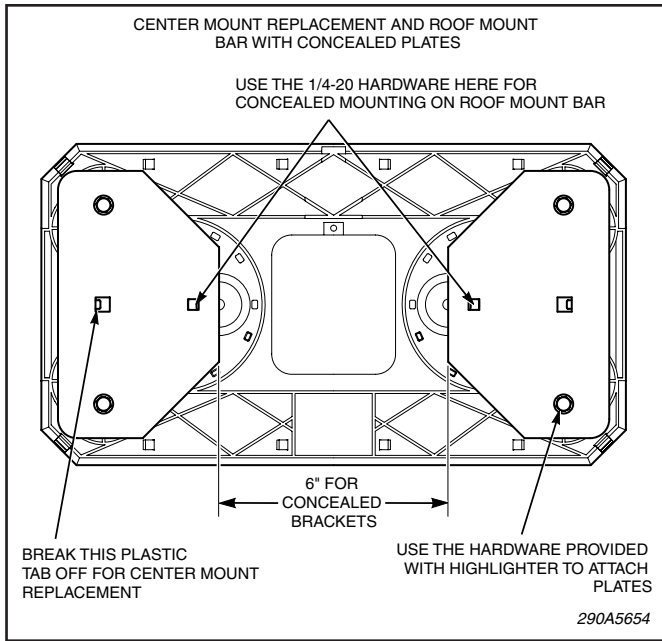 CENTER MOUNT REPLACEMENT AND ROOF MOUNT
BAR WITH CONCEALED PLATES
USE THE 1/4-20 HARDWARE HERE FOR
CONCEALED MOUNTING ON ROOF MOUNT BAR
6" FOR
CONCEALED
BRACKETS
BREAK THIS PLASTIC
TAB OFF FOR CENTER MOUNT
REPLACEMENT
USE THE HARDWARE PROVIDED
WITH HIGHLIGHTER TO ATTACH
PLATES
290A5654